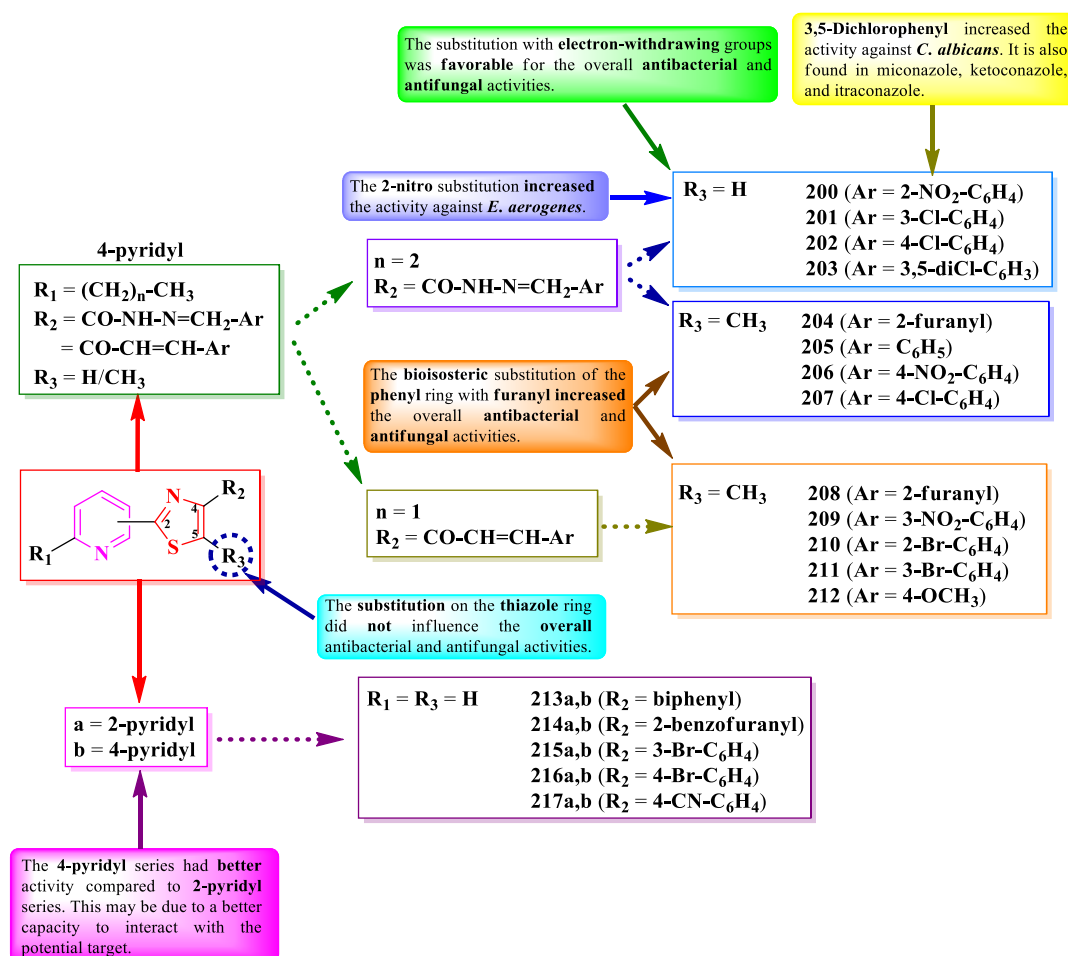 The substitution with electron-withdrawing groups
was favorable for the overall antibacterial and
antifungal activities.
3,5-Dichlorophenyl increased the
activity against C. albicans. It is also
found in miconazole, ketoconazole,
and itraconazole.
The 2-nitro substitution increased
the activity against E. aerogenes.
R₃ = H
200 (Ar = 2-NO₂-C₆H₄)
201 (Ar = 3-Cl-C₆H₄)
202 (Ar = 4-Cl-C₆H₄)
203 (Ar = 3,5-diCl-C₆H₃)
4-pyridyl
R₁ = (CH₂)ₙ-CH₃
R₂ = CO-NH-N=CH₂-Ar
= CO-CH=CH-Ar
R₃ = H/CH₃
n = 2
R₂ = CO-NH-N=CH₂-Ar
R₃ = CH₃
204 (Ar = 2-furanyl)
205 (Ar = C₆H₅)
206 (Ar = 4-NO₂-C₆H₄)
207 (Ar = 4-Cl-C₆H₄)
The bioisosteric substitution of the
phenyl ring with furanyl increased
the overall antibacterial and
antifungal activities.
R₁
N
N
S
2
4
5
R₂
R₃
n = 1
R₂ = CO-CH=CH-Ar
R₃ = CH₃
208 (Ar = 2-furanyl)
209 (Ar = 3-NO₂-C₆H₄)
210 (Ar = 2-Br-C₆H₄)
211 (Ar = 3-Br-C₆H₄)
212 (Ar = 4-OCH₃)
The substitution on the thiazole ring
did not influence the overall
antibacterial and antifungal activities.
a = 2-pyridyl
b = 4-pyridyl
R₁ = R₃ = H
213a,b (R₂ = biphenyl)
214a,b (R₂ = 2-benzofuranyl)
215a,b (R₂ = 3-Br-C₆H₄)
216a,b (R₂ = 4-Br-C₆H₄)
217a,b (R₂ = 4-CN-C₆H₄)
The 4-pyridyl series had better
activity compared to 2-pyridyl
series. This may be due to a better
capacity to interact with the
potential target.